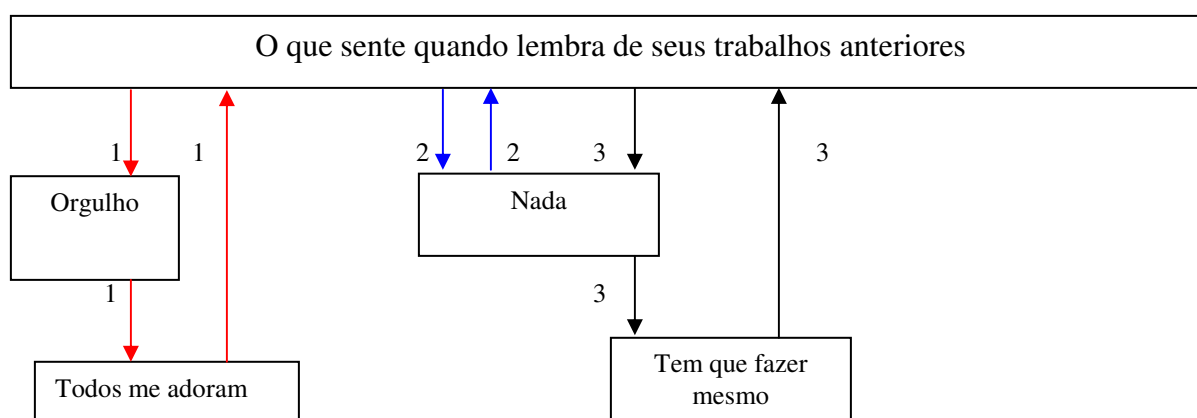 O que sente quando lembra de seus trabalhos anteriores
1 1 2 2 3 3
Orgulho
Nada
1
3
Todos me adoram
Tem que fazer
mesmo